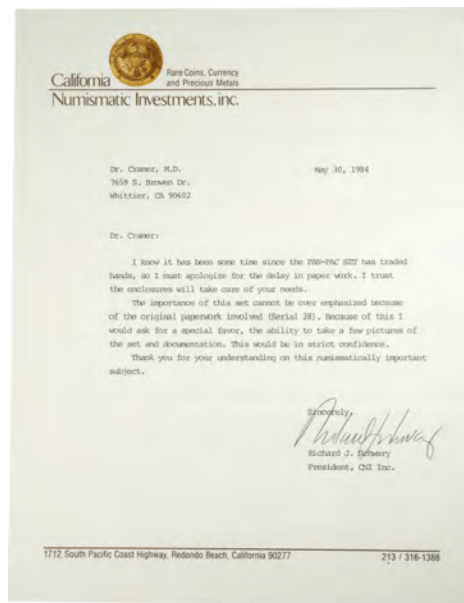 California
Rare Coins, Currency
and Precious Metals
Numismatic Investments, inc.
Dr. Cramer, M.D.
May 30, 1984
7659 S. Bowen Dr.
Whittier, CA 90602
Dr. Cramer:
I know it has been some time since the PAN-PAC SET has traded
hands, so I must apologize for the delay in paper work. I trust
the enclosures will take care of your needs.
The importance of this set cannot be over emphasized because
of the original paperwork involved (Serial 28). Because of this I
would ask for a special favor, the ability to take a few pictures of
the set and documentation. This would be in strict confidence.
Thank you for your understanding on this numismatically important
subject.
Sincerely,
Richard J. Schwary
President, CNI Inc.
1712 South Pacific Coast Highway, Redondo Beach, California 90277
213 / 316-1388